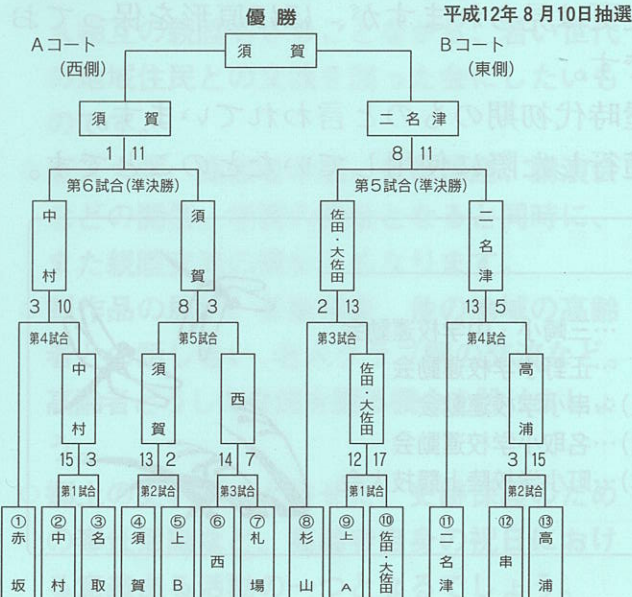 平成12年8月10日抽選
優勝
Aコート
(西側)
須賀
Bコート
(東側)
須賀
二名津
1 11
8 11
第6試合(準決勝)
第5試合(準決勝)
中村
須賀
佐田・大佐田
二名津
3 10
3
2 13
13 5
第4試合
第5試合
第3試合
第4試合
中村
須賀
西
佐田・大佐田
高浦
15 3
13 2
14 7
12 17
3 15
第1試合
第2試合
第3試合
第1試合
第2試合
①赤坂
②中村
③名取
④須賀
⑤上B
⑥西
⑦札場
⑧杉山
⑨上A
⑩佐田・大佐田
⑪二名津
⑫串
⑬高浦